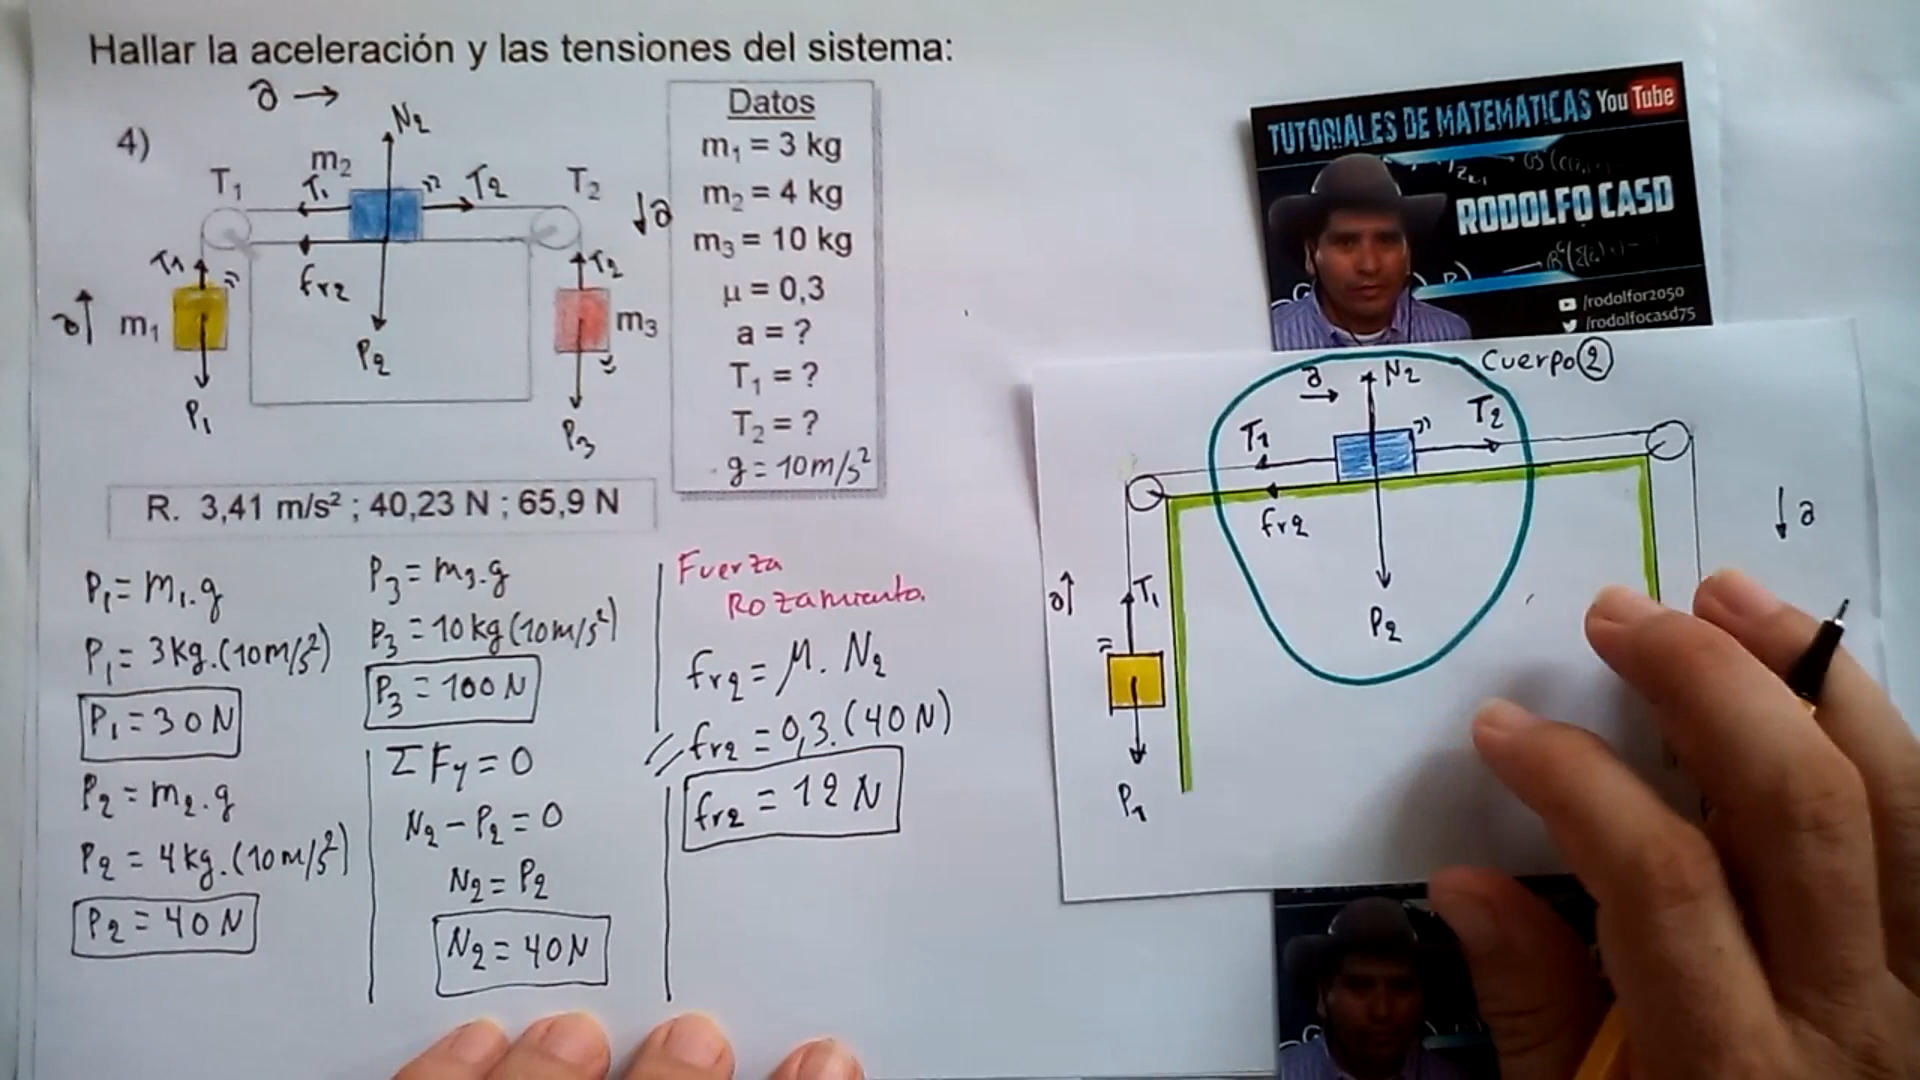 Hallar la aceleración y las tensiones del sistema:
a →
4)
N2
m2
T1
T1
T2
T2
↓a
T1
fr2
T2
a↑
m1
m3
P2
P1
P3
Datos
m1 = 3 kg
m2 = 4 kg
m3 = 10 kg
μ = 0,3
a = ?
T1 = ?
T2 = ?
g = 10m/s²
R. 3,41 m/s² ; 40,23 N ; 65,9 N
P1 = m1.g
P1 = 3kg.(10m/s²)
P1 = 30N
P2 = m2.g
P2 = 4kg.(10m/s²)
P2 = 40N
P3 = m3.g
P3 = 10kg(10m/s²)
P3 = 100N
ΣFy = 0
N2 - P2 = 0
N2 = P2
N2 = 40N
Fuerza
Rozamiento.
fr2 = μ. N2
fr2 = 0,3.(40N)
fr2 = 12N
TUTORIALES DE MATEMATICAS YouTube
RODOLFO CASD
/rodolfor2050
/rodolfocasd75
Cuerpo 2
a
→
N2
T1
T2
fr2
↓a
a↑
T1
P2
P1